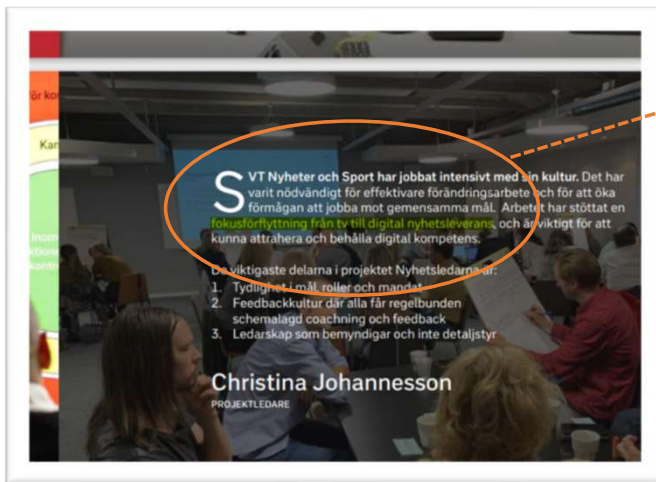 för kon
Kan
SVT Nyheter och Sport har jobbat intensivt med sin kultur. Det har
varit nödvändigt för effektivare förändringsarbete och för att öka
förmågan att jobba mot gemensamma mål. Arbetet har stöttat en
fokusförflyttning från tv till digital nyhetsleverans, och är viktigt för att
kunna attrahera och behålla digital kompetens.
De viktigaste delarna i projektet Nyhetsledarna är:
1. Tydlighet i mål, roller och mandat
2. Feedbackkultur där alla får regelbunden
schemalagd coachning och feedback
3. Ledarskap som bemyndigar och inte detaljstyr
Christina Johannesson
PROJEKTLEDARE